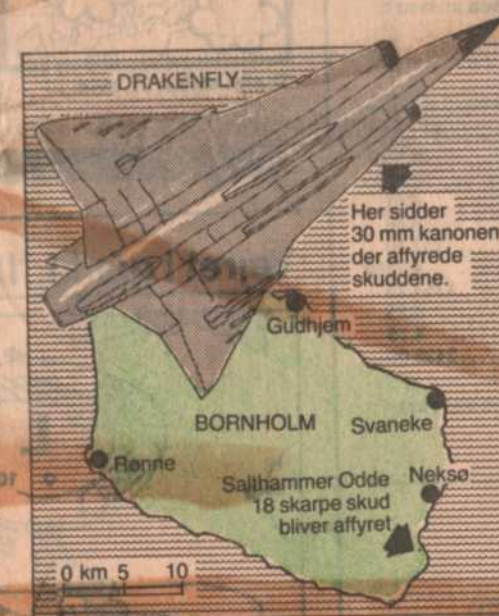 DRAKENFLY
Her sidder
30 mm kanonen
der affyrede
skuddene.
Gudhjem
BORNHOLM
Svaneke
Rønne
Salthammer Odde
18 skarpe skud
bliver affyret
Neksø
0 km 5 10